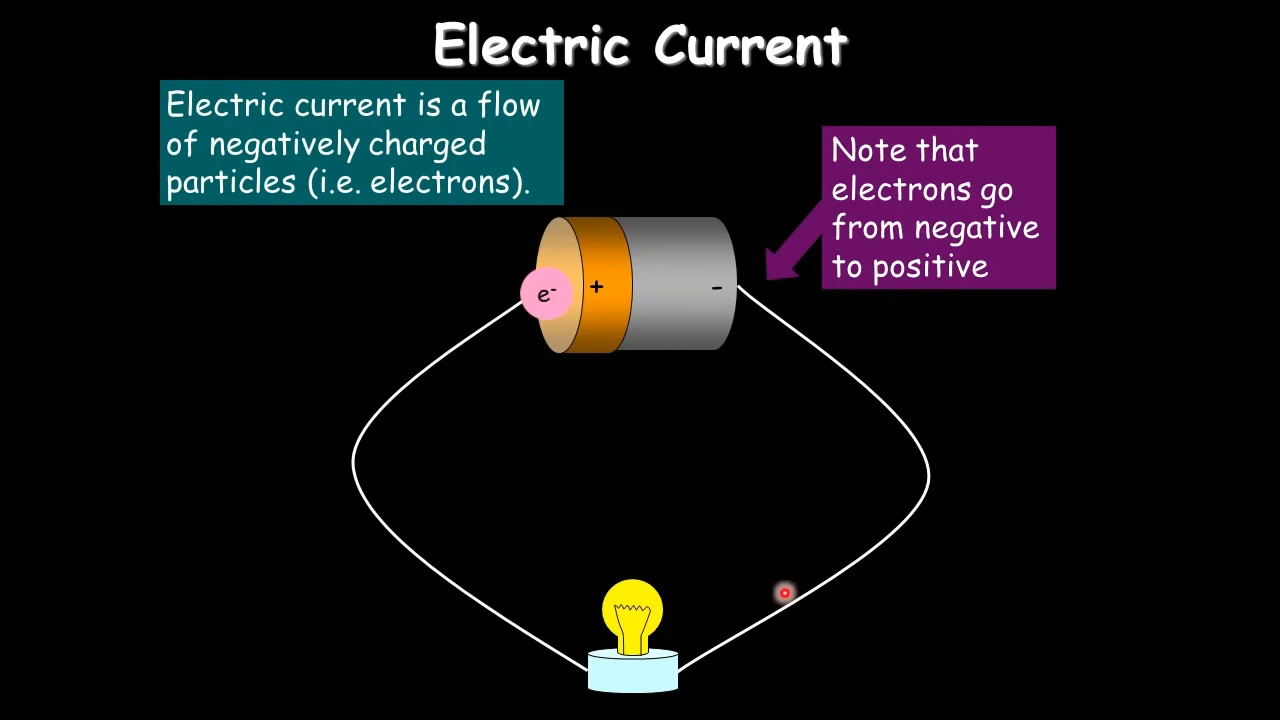 Electric Current
Electric current is a flow
of negatively charged
particles (i.e. electrons).
Note that
electrons go
from negative
to positive
e-
+
-